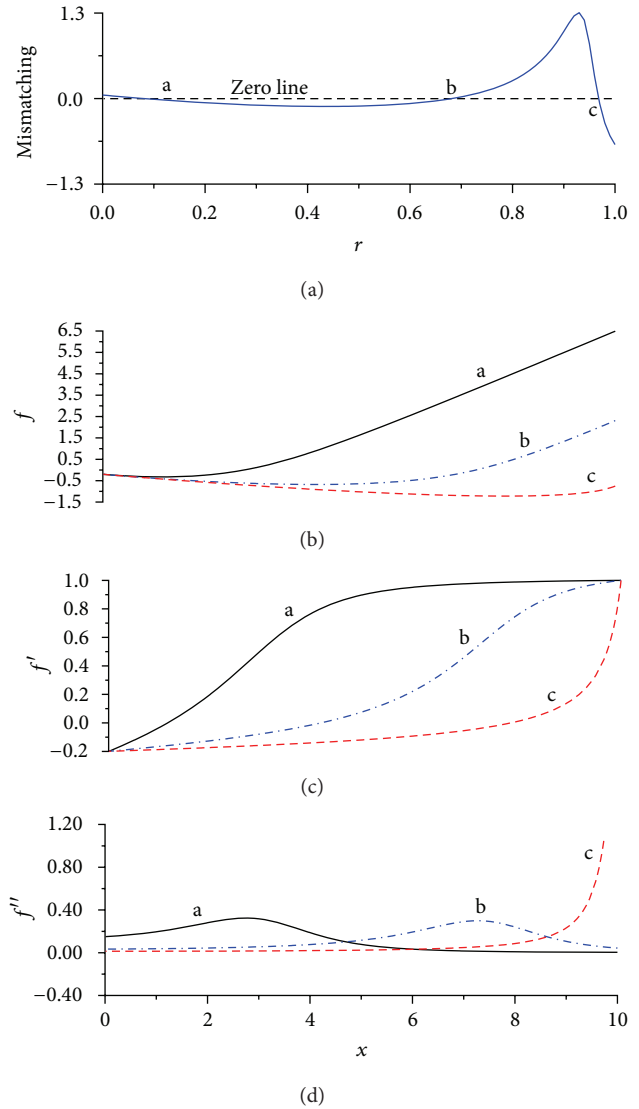 1.3
a
Zero line
b
0.0
c
Mismatching
−1.3
0.0
0.2
0.4
0.6
0.8
1.0
r
(a)
6.5
5.5
a
4.5
3.5
f
2.5
b
1.5
0.5
c
−0.5
−1.5
(b)
1.0
a
0.8
b
0.6
f′
0.4
c
0.2
0.0
−0.2
(c)
1.20
c
0.80
f″
a
b
0.40
0.00
−0.40
0
2
4
6
8
10
x
(d)